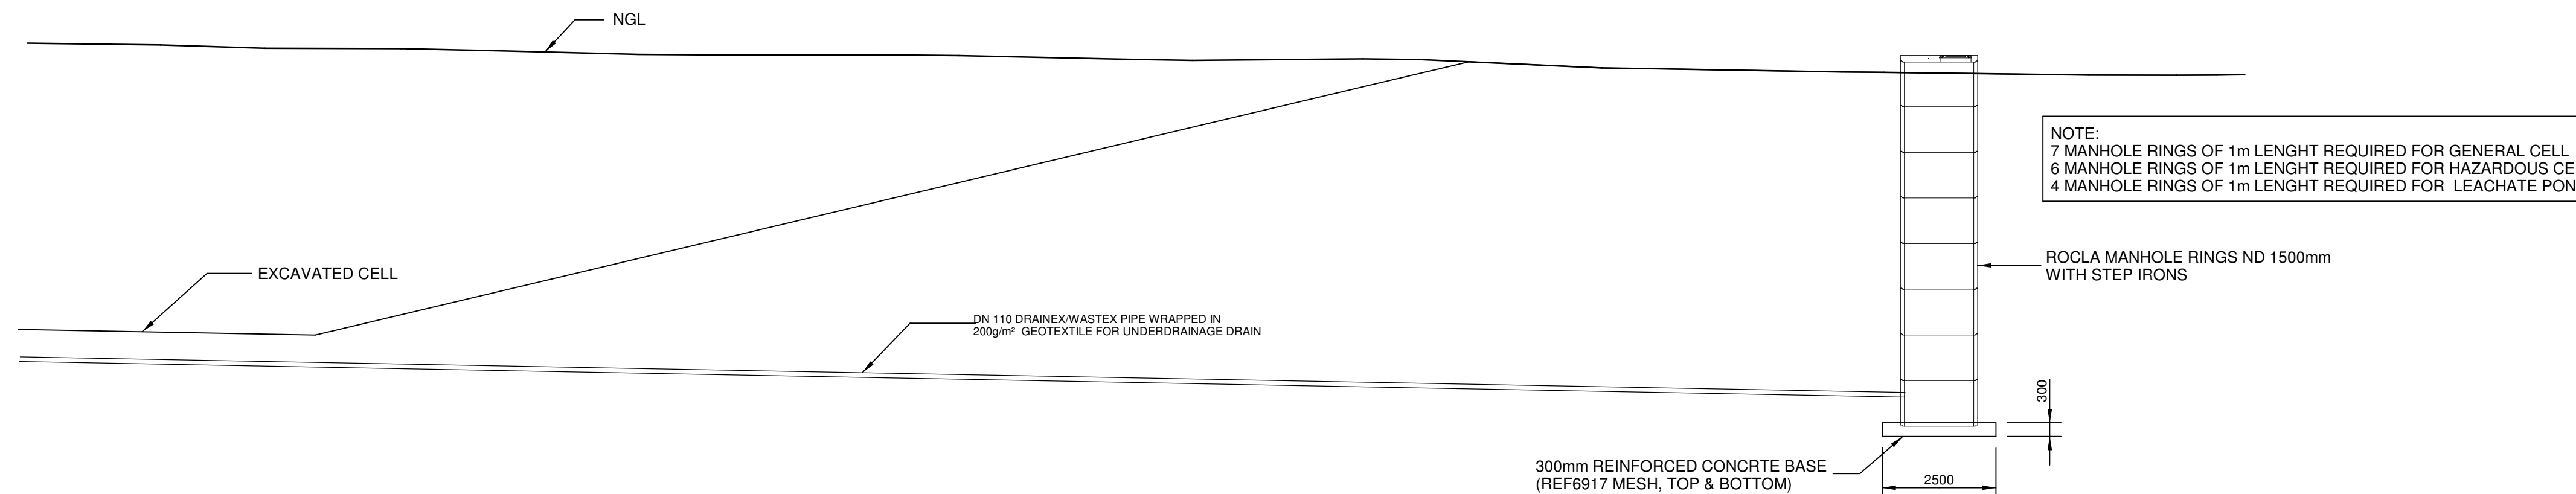 NGL
NOTE:
7 MANHOLE RINGS OF 1m LENGHT REQUIRED FOR GENERAL CELL
6 MANHOLE RINGS OF 1m LENGHT REQUIRED FOR HAZARDOUS CE
4 MANHOLE RINGS OF 1m LENGHT REQUIRED FOR LEACHATE PON
ROCLA MANHOLE RINGS ND 1500mm
WITH STEP IRONS
EXCAVATED CELL
DN 110 DRAINEX/WASTEX PIPE WRAPPED IN
200g/m² GEOTEXTILE FOR UNDERDRAINAGE DRAIN
300
300mm REINFORCED CONCRTE BASE
(REF6917 MESH, TOP & BOTTOM)
2500